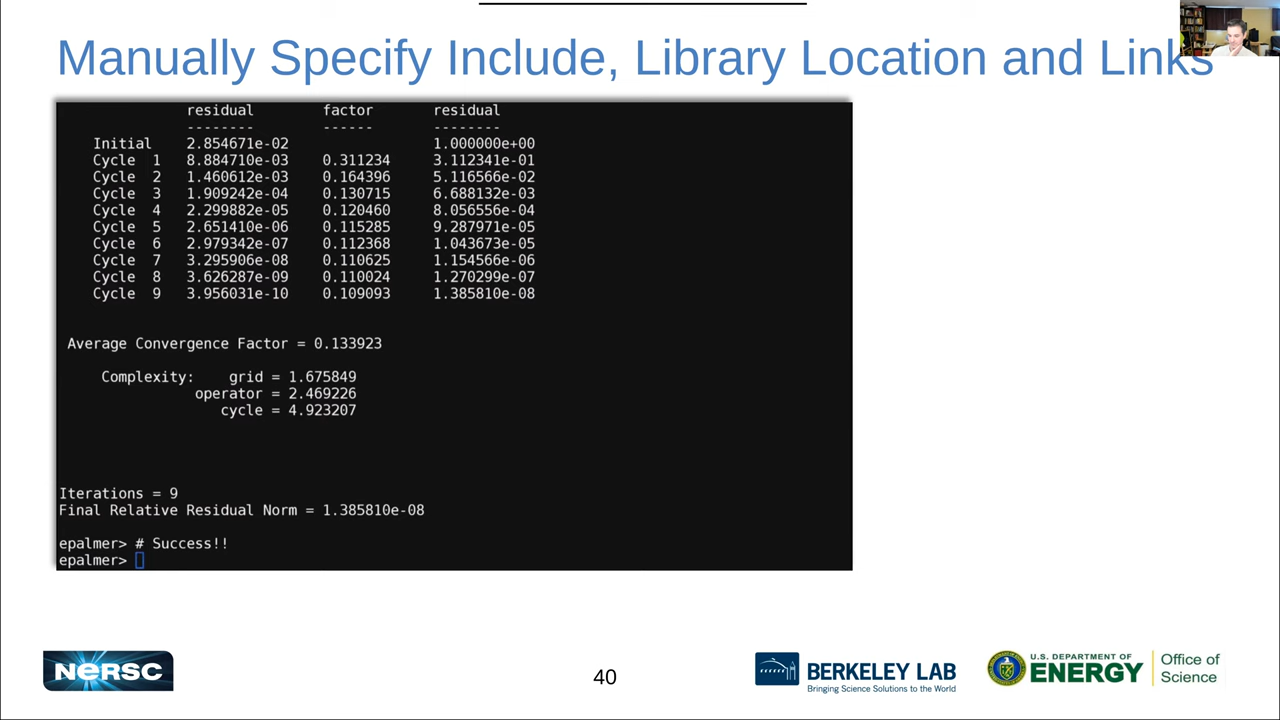 Manually Specify Include, Library Location and Links
residual factor residual
-------- ------ --------
Initial 2.854671e-02 1.000000e+00
Cycle 1 8.884710e-03 0.311234 3.112341e-01
Cycle 2 1.460612e-03 0.164396 5.116566e-02
Cycle 3 1.909242e-04 0.130715 6.688132e-03
Cycle 4 2.299882e-05 0.120460 8.056556e-04
Cycle 5 2.651410e-06 0.115285 9.287971e-05
Cycle 6 2.979342e-07 0.112368 1.043673e-05
Cycle 7 3.295906e-08 0.110625 1.154566e-06
Cycle 8 3.626287e-09 0.110024 1.270299e-07
Cycle 9 3.956031e-10 0.109093 1.385810e-08
Average Convergence Factor = 0.133923
Complexity: grid = 1.675849
operator = 2.469226
cycle = 4.923207
Iterations = 9
Final Relative Residual Norm = 1.385810e-08
epalmer> # Success!!
epalmer>
NERSC
40
BERKELEY LAB
Bringing Science Solutions to the World
U.S. DEPARTMENT OF
ENERGY
Office of
Science